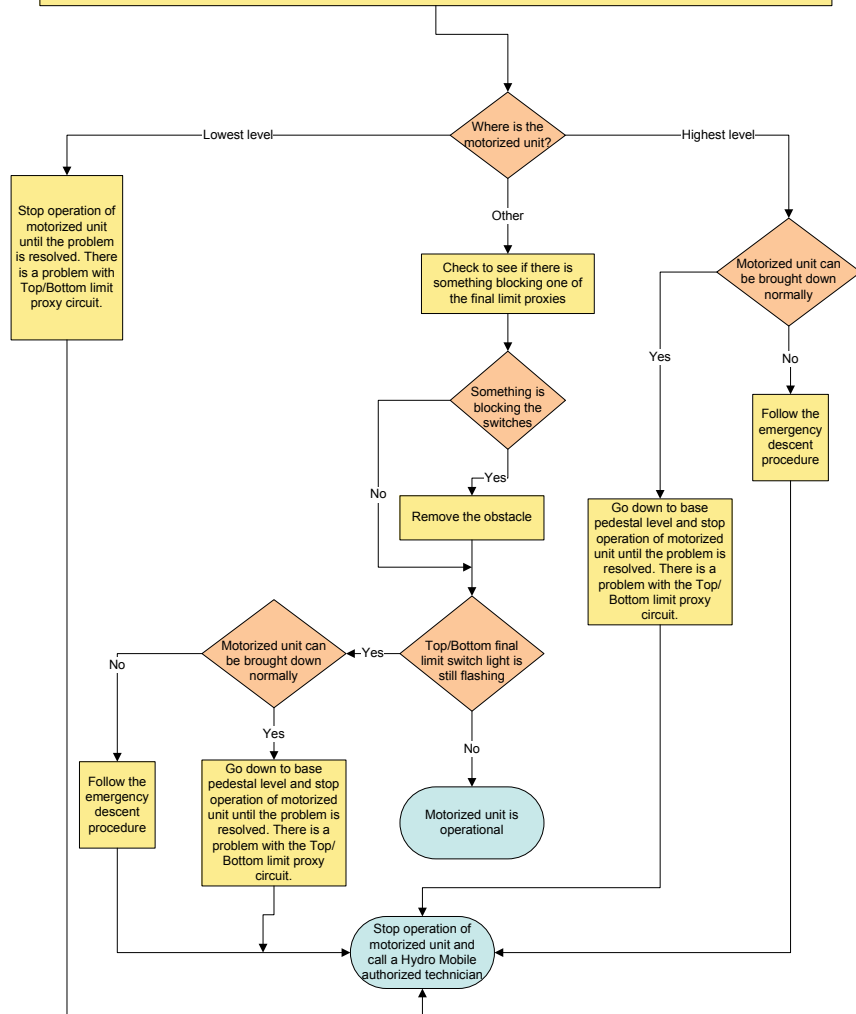 Where is the
motorized unit?
Lowest level
Highest level
Other
Stop operation of
motorized unit
until the problem
is resolved. There
is a problem with
Top/Bottom limit
proxy circuit.
Check to see if there is
something blocking one of
the final limit proxies
Motorized unit can
be brought down
normally
Yes
No
Something is
blocking the
switches
Follow the
emergency
descent
procedure
Yes
No
Remove the obstacle
Go down to base
pedestal level and stop
operation of motorized
unit until the problem is
resolved. There is a
problem with the Top/
Bottom limit proxy
circuit.
Top/Bottom final
limit switch light is
still flashing
Yes
Motorized unit can
be brought down
normally
No
Yes
No
Follow the
emergency
descent
procedure
Go down to base
pedestal level and stop
operation of motorized
unit until the problem is
resolved. There is a
problem with the Top/
Bottom limit proxy
circuit.
Motorized unit is
operational
Stop operation of
motorized unit and
call a Hydro Mobile
authorized technician